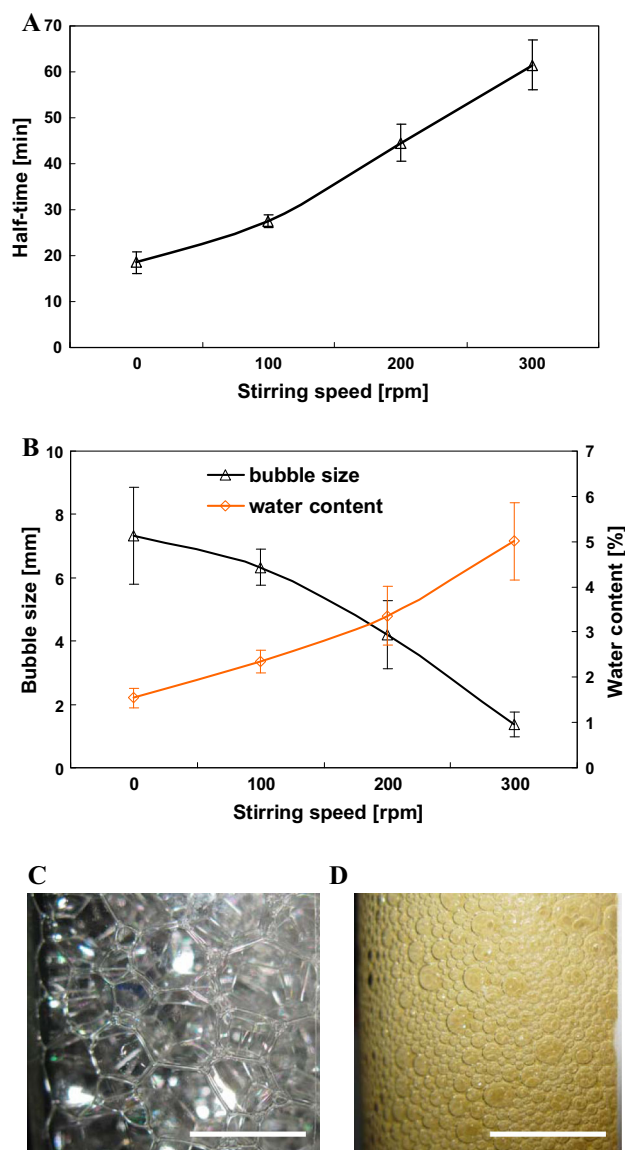 A
70
60
50
40
30
20
10
0
Half-time [min]
0 100 200 300
Stirring speed [rpm]
B
10
8
6
4
2
0
Bubble size [mm]
bubble size
water content
7
6
5
4
3
2
1
0
Water content [%]
0 100 200 300
Stirring speed [rpm]
C D